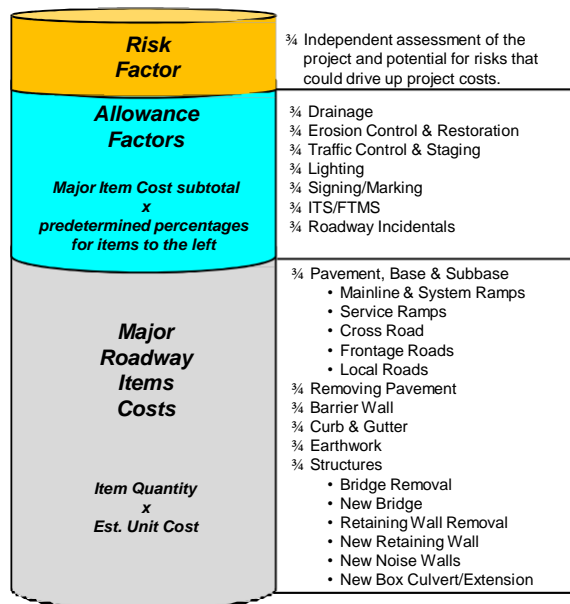 Risk
Factor
¾ Independent assessment of the
project and potential for risks that
could drive up project costs.
Allowance
Factors
Major Item Cost subtotal
x
predetermined percentages
for items to the left
¾ Drainage
¾ Erosion Control & Restoration
¾ Traffic Control & Staging
¾ Lighting
¾ Signing/Marking
¾ ITS/FTMS
¾ Roadway Incidentals
Major
Roadway
Items
Costs
Item Quantity
x
Est. Unit Cost
¾ Pavement, Base & Subbase
• Mainline & System Ramps
• Service Ramps
• Cross Road
• Frontage Roads
• Local Roads
¾ Removing Pavement
¾ Barrier Wall
¾ Curb & Gutter
¾ Earthwork
¾ Structures
• Bridge Removal
• New Bridge
• Retaining Wall Removal
• New Retaining Wall
• New Noise Walls
• New Box Culvert/Extension